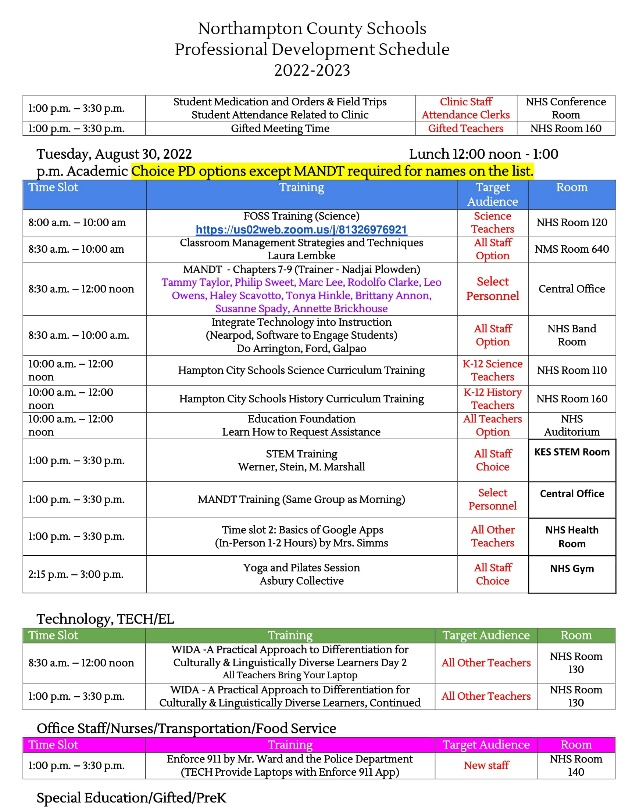 Northampton County Schools
Professional Development Schedule
2022-2023
1:00 p.m. – 3:30 p.m. Student Medication and Orders & Field Trips Clinic Staff NHS Conference
Student Attendance Related to Clinic Attendance Clerks Room
1:00 p.m. – 3:30 p.m. Gifted Meeting Time Gifted Teachers NHS Room 160
Tuesday, August 30, 2022 Lunch 12:00 noon - 1:00
p.m. Academic Choice PD options except MANDT required for names on the list.
Time Slot Training Target
Audience Room
8:00 a.m. – 10:00 am FOSS Training (Science) Science
https://us02web.zoom.us/j/81326976921 Teachers NHS Room 120
8:30 a.m. – 10:00 am Classroom Management Strategies and Techniques All Staff NMS Room 640
Laura Lembke Option
8:30 a.m. – 12:00 noon MANDT - Chapters 7-9 (Trainer - Nadjai Plowden) Select Central Office
Tammy Taylor, Philip Sweet, Marc Lee, Rodolfo Clarke, Leo Personnel
Owens, Haley Scavotto, Tonya Hinkle, Brittany Annon,
Susanne Spady, Annette Brickhouse
8:30 a.m. – 10:00 a.m. Integrate Technology into Instruction All Staff NHS Band
(Nearpod, Software to Engage Students) Option Room
Do Arrington, Ford, Galpao
10:00 a.m. – 12:00 Hampton City Schools Science Curriculum Training K-12 Science NHS Room 110
noon Teachers
10:00 a.m. – 12:00 Hampton City Schools History Curriculum Training K-12 History NHS Room 160
noon Teachers
10:00 a.m. – 12:00 Education Foundation All Teachers NHS
noon Learn How to Request Assistance Option Auditorium
1:00 p.m. – 3:30 p.m. STEM Training All Staff KES STEM Room
Werner, Stein, M. Marshall Choice
1:00 p.m. – 3:30 p.m. MANDT Training (Same Group as Morning) Select Central Office
Personnel
1:00 p.m. – 3:30 p.m. Time slot 2: Basics of Google Apps All Other NHS Health
(In-Person 1-2 Hours) by Mrs. Simms Teachers Room
2:15 p.m. – 3:00 p.m. Yoga and Pilates Session All Staff NHS Gym
Asbury Collective Choice
Technology, TECH/EL
Time Slot Training Target Audience Room
8:30 a.m. – 12:00 noon WIDA -A Practical Approach to Differentiation for All Other Teachers NHS Room
Culturally & Linguistically Diverse Learners Day 2 130
All Teachers Bring Your Laptop
1:00 p.m. – 3:30 p.m. WIDA - A Practical Approach to Differentiation for All Other Teachers NHS Room
Culturally & Linguistically Diverse Learners, Continued 130
Office Staff/Nurses/Transportation/Food Service
Time Slot Training Target Audience Room
1:00 p.m. – 3:30 p.m. Enforce 911 by Mr. Ward and the Police Department New staff NHS Room
(TECH Provide Laptops with Enforce 911 App) 140
Special Education/Gifted/PreK